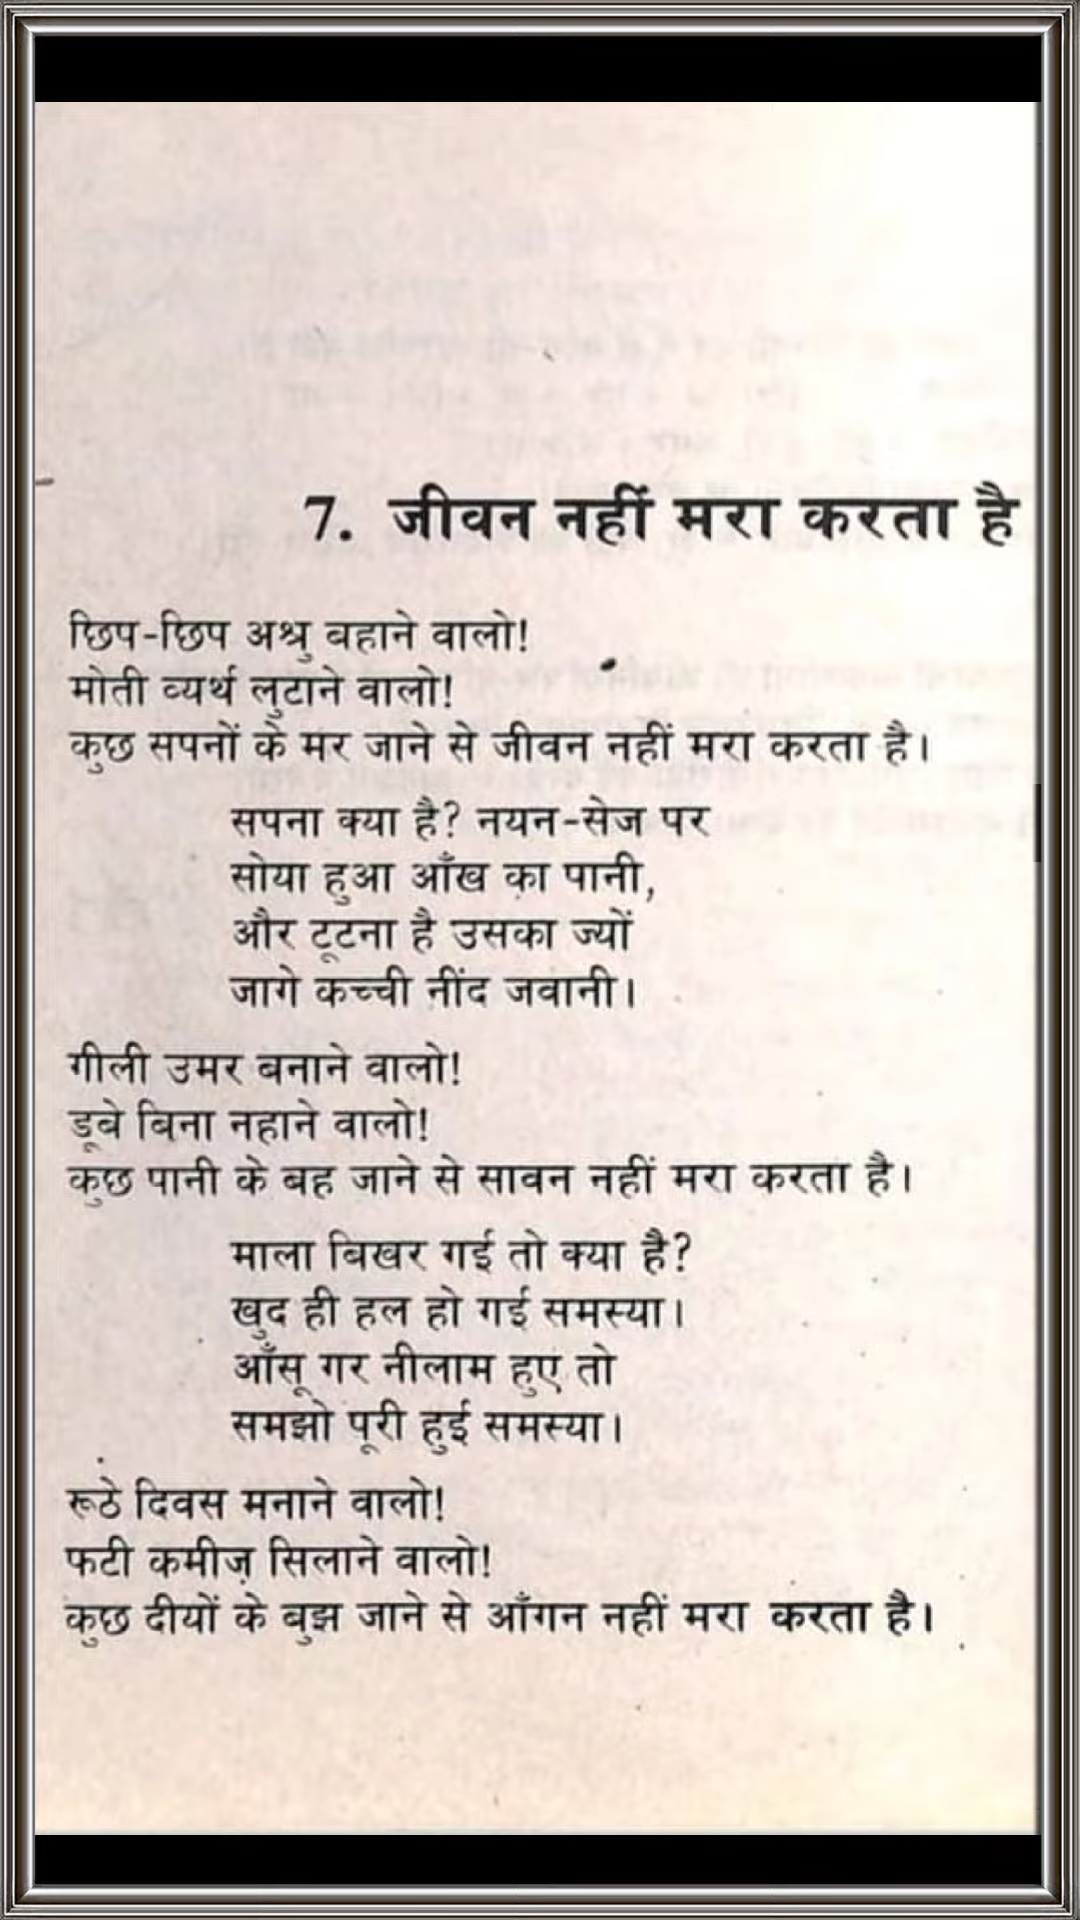 7. जीवन नहीं मरा करता है
छिप-छिप अश्रु बहाने वालो!
मोती व्यर्थ लुटाने वालो!
कुछ सपनों के मर जाने से जीवन नहीं मरा करता है।
सपना क्या है? नयन-सेज पर
सोया हुआ आँख का पानी,
और टूटना है उसका ज्यों
जागे कच्ची नींद जवानी।
गीली उमर बनाने वालो!
डूबे बिना नहाने वालो!
कुछ पानी के बह जाने से सावन नहीं मरा करता है।
माला बिखर गई तो क्या है?
खुद ही हल हो गई समस्या।
आँसू गर नीलाम हुए तो
समझो पूरी हुई समस्या।
रूठे दिवस मनाने वालो!
फटी कमीज़ सिलाने वालो!
कुछ दीयों के बुझ जाने से आँगन नहीं मरा करता है।